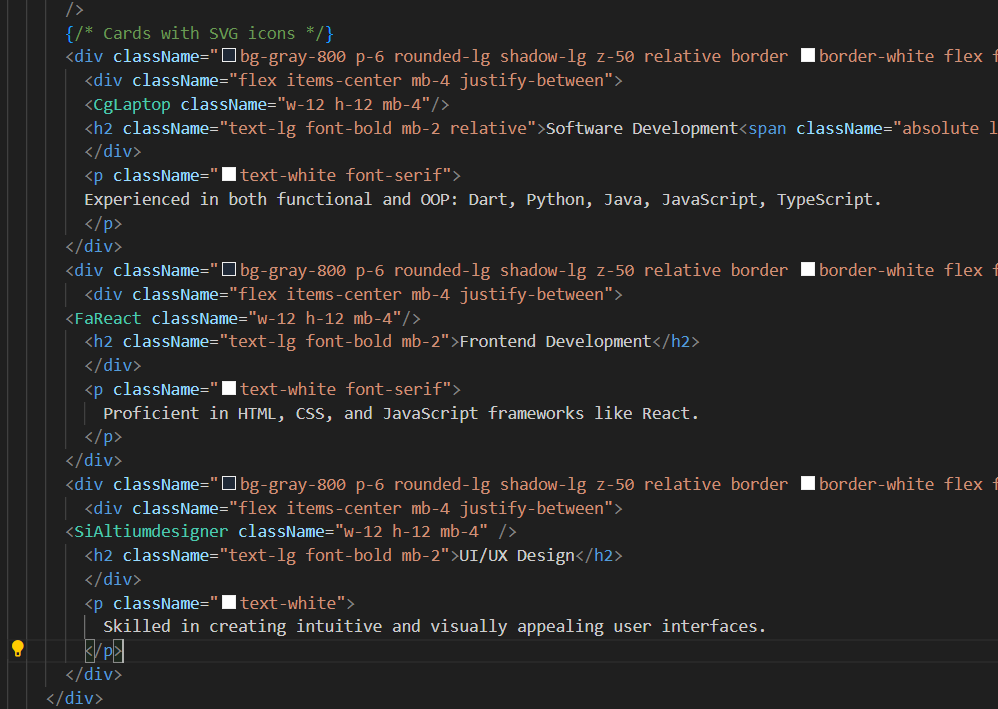 />
{/* Cards with SVG icons */}
<div className="bg-gray-800 p-6 rounded-lg shadow-lg z-50 relative border border-white flex f
<div className="flex items-center mb-4 justify-between">
<CgLaptop className="w-12 h-12 mb-4"/>
<h2 className="text-lg font-bold mb-2 relative">Software Development<span className="absolute l
</div>
<p className="text-white font-serif">
Experienced in both functional and OOP: Dart, Python, Java, JavaScript, TypeScript.
</p>
</div>
<div className="bg-gray-800 p-6 rounded-lg shadow-lg z-50 relative border border-white flex f
<div className="flex items-center mb-4 justify-between">
<FaReact className="w-12 h-12 mb-4"/>
<h2 className="text-lg font-bold mb-2">Frontend Development</h2>
</div>
<p className="text-white font-serif">
Proficient in HTML, CSS, and JavaScript frameworks like React.
</p>
</div>
<div className="bg-gray-800 p-6 rounded-lg shadow-lg z-50 relative border border-white flex f
<div className="flex items-center mb-4 justify-between">
<SiAltiumdesigner className="w-12 h-12 mb-4" />
<h2 className="text-lg font-bold mb-2">UI/UX Design</h2>
</div>
<p className="text-white">
Skilled in creating intuitive and visually appealing user interfaces.
</p>
</div>
</div>